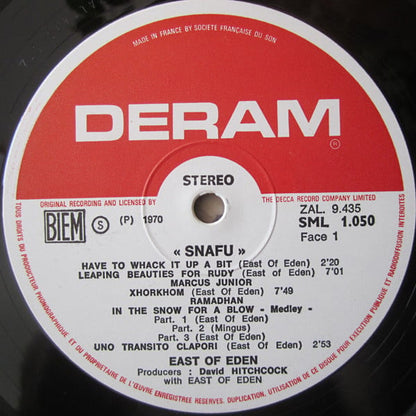 MADE IN FRANCE BY SOCIETE FRANÇAISE DU SON
DERAM
®
ORIGINAL RECORDING AND LICENSED BY THE DECCA RECORD COMPANY LIMITED
STEREO
BIEM
S
(P) 1970
ZAL. 9.435
SML 1.050
Face 1
« SNAFU »
HAVE TO WHACK IT UP A BIT (East Of Eden) 2'20
LEAPING BEAUTIES FOR RUDY (East Of Eden) 7'01
MARCUS JUNIOR
XHORKHOM (East Of Eden) 7'49
RAMADHAN
IN THE SNOW FOR A BLOW - Medley -
Part. 1 (East Of Eden)
Part. 2 (Mingus)
Part. 3 (East Of Eden)
UNO TRANSITO CLAPORI (East Of Eden) 2'53
EAST OF EDEN
Producers : David HITCHCOCK
with EAST OF EDEN
TOUS DROITS DU PRODUCTEUR PHONOGRAPHIQUE ET DU PROPRIETAIRE DE L'ŒUVRE ENREGISTREE RESERVES. DUPLICATION, UTILISATION DE CE DISQUE POUR EXECUTION PUBLIQUE ET RADIODIFFUSION INTERDITES